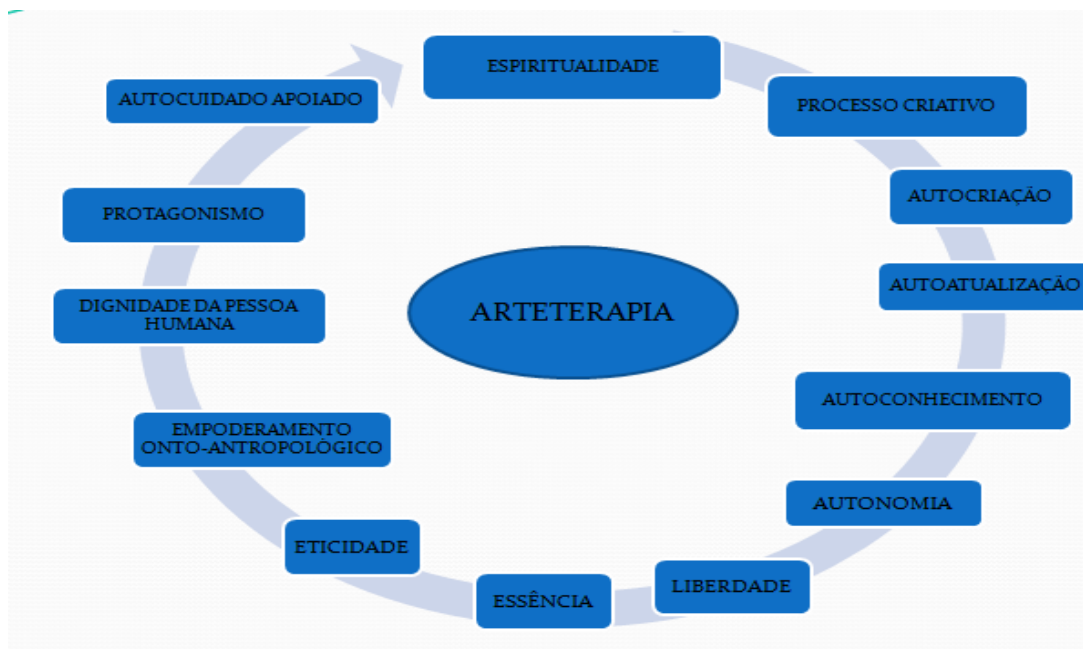 ESPIRITUALIDADE
PROCESSO CRIATIVO
AUTOCRIAÇÃO
AUTOATUALIZAÇÃO
AUTOCONHECIMENTO
AUTONOMIA
LIBERDADE
ESSÊNCIA
ETICIDADE
EMPODERAMENTO
ONTO-ANTROPOLÓGICO
DIGNIDADE DA PESSOA
HUMANA
PROTAGONISMO
AUTOCUIDADO APOIADO
ARTETERAPIA